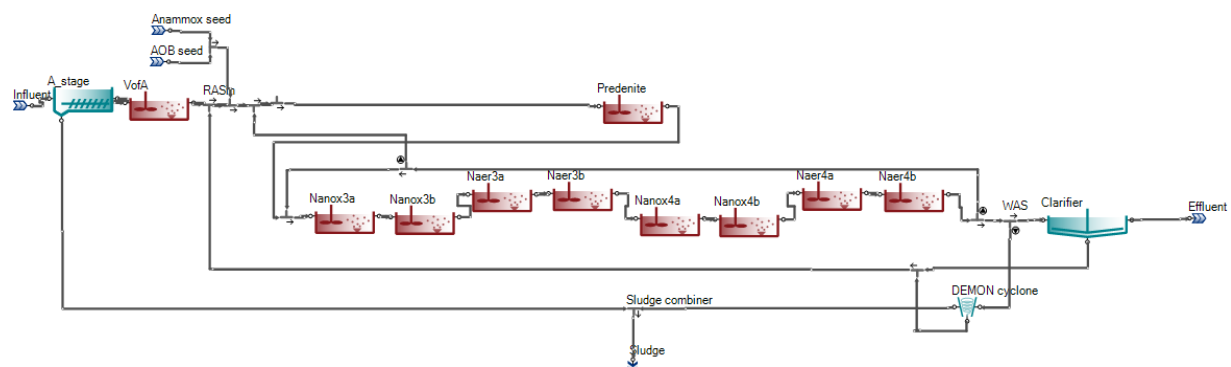 Anammox seed
AOB seed
A_stage
VofA
Influent
RASin
Predenite
Nanox3a
Nanox3b
Naer3a
Naer3b
Nanox4a
Nanox4b
Naer4a
Naer4b
WAS
Clarifier
Effluent
DEMON cyclone
Sludge combiner
Sludge